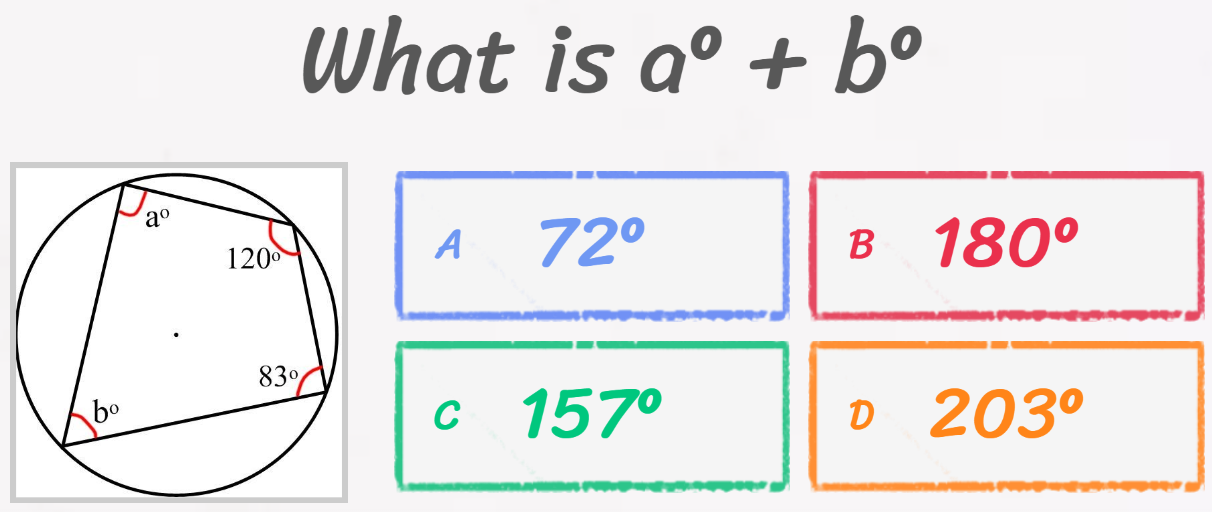 What is aº + bº
aº
120º
83º
bº
A 72º
B 180º
C 157º
D 203º